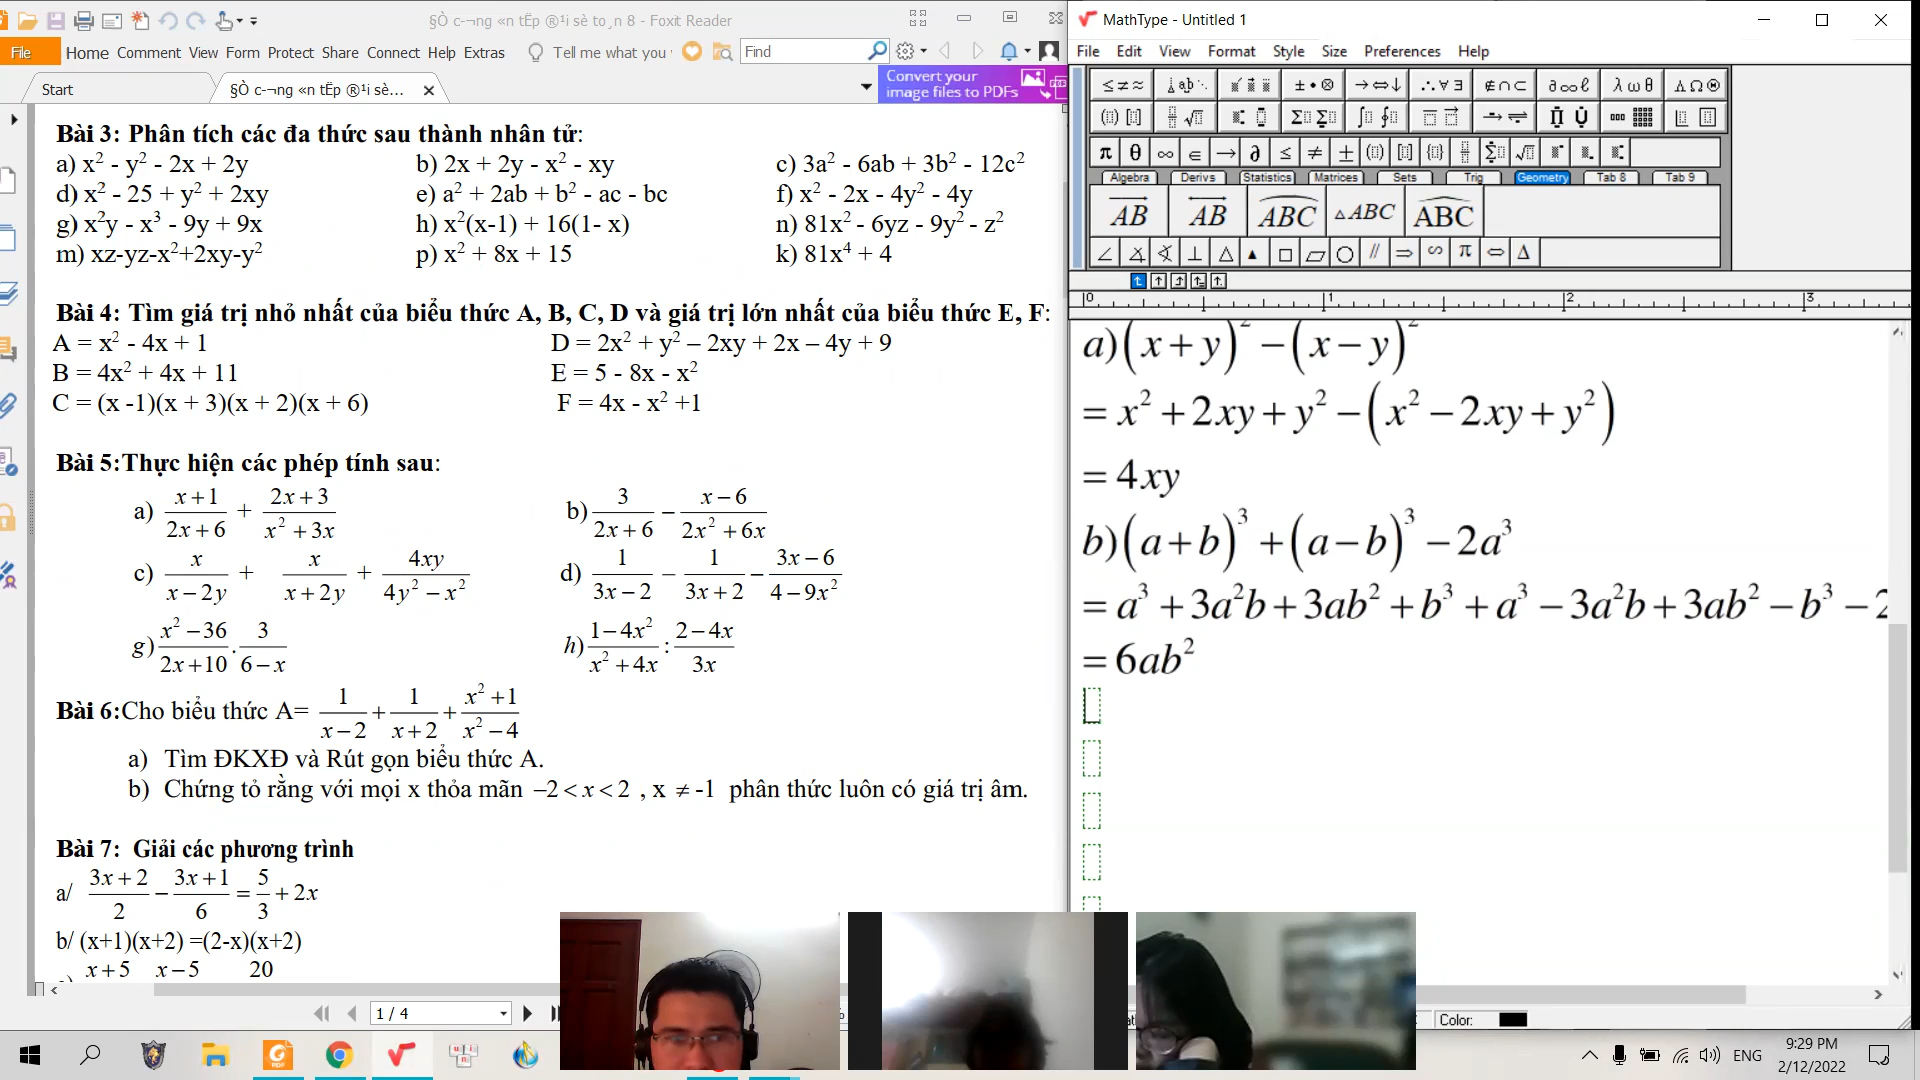 §Ò c-¬ng «n tËp ®¹i sè to¸n 8 - Foxit Reader
File Home Comment View Form Protect Share Connect Help Extras Tell me what you Find
Start
§Ò c-¬ng «n tËp ®¹i sè...
Convert your
image files to PDFs
Bài 3: Phân tích các đa thức sau thành nhân tử:
a) x² - y² - 2x + 2y b) 2x + 2y - x² - xy c) 3a² - 6ab + 3b² - 12c²
d) x² - 25 + y² + 2xy e) a² + 2ab + b² - ac - bc f) x² - 2x - 4y² - 4y
g) x²y - x³ - 9y + 9x h) x²(x-1) + 16(1- x) n) 81x² - 6yz - 9y² - z²
m) xz-yz-x²+2xy-y² p) x² + 8x + 15 k) 81x⁴ + 4
Bài 4: Tìm giá trị nhỏ nhất của biểu thức A, B, C, D và giá trị lớn nhất của biểu thức E, F:
A = x² - 4x + 1 D = 2x² + y² – 2xy + 2x – 4y + 9
B = 4x² + 4x + 11 E = 5 - 8x - x²
C = (x -1)(x + 3)(x + 2)(x + 6) F = 4x - x² +1
Bài 5:Thực hiện các phép tính sau:
a) (x+1)/(2x+6) + (2x+3)/(x²+3x) b) 3/(2x+6) − (x−6)/(2x²+6x)
c) x/(x−2y) + x/(x+2y) + 4xy/(4y²−x²) d) 1/(3x−2) − 1/(3x+2) − (3x−6)/(4−9x²)
g) (x²−36)/(2x+10) . 3/(6−x) h) (1−4x²)/(x²+4x) : (2−4x)/3x
Bài 6:Cho biểu thức A= 1/(x−2) + 1/(x+2) + (x²+1)/(x²−4)
a) Tìm ĐKXĐ và Rút gọn biểu thức A.
b) Chứng tỏ rằng với mọi x thỏa mãn −2 < x < 2 , x ≠ -1 phân thức luôn có giá trị âm.
Bài 7: Giải các phương trình
a/ (3x+2)/2 − (3x+1)/6 = 5/3 + 2x
b/ (x+1)(x+2) =(2-x)(x+2)
x+5 x−5 20
1 / 4
MathType - Untitled 1
File Edit View Format Style Size Preferences Help
Algebra Derivs Statistics Matrices Sets Trig Geometry Tab 8 Tab 9
AB AB ABC △ABC ABC
0 1 2 3
a)(x+y)² −(x−y)²
= x² +2xy+y² −(x² −2xy+y²)
= 4xy
b)(a+b)³ +(a−b)³ −2a³
= a³ +3a²b+3ab² +b³ +a³ −3a²b+3ab² −b³ −2
= 6ab²
Color:
ENG
9:29 PM
2/12/2022